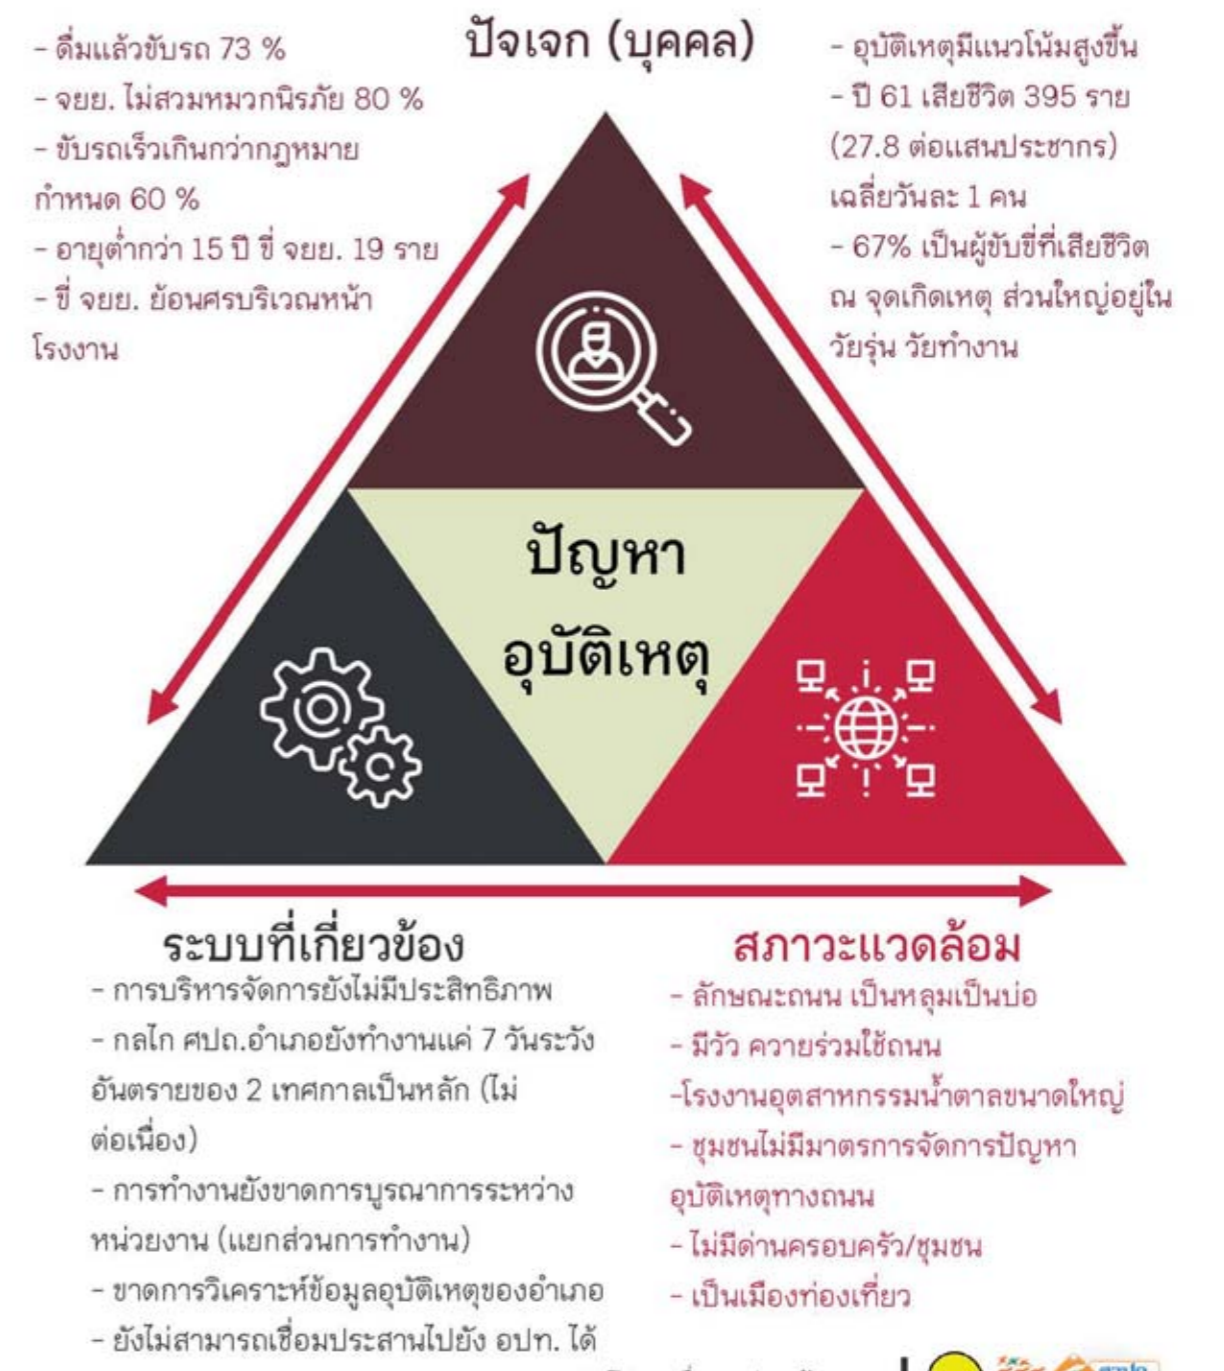 ปัจเจก (บุคคล)
- ดื่มแล้วขับรถ 73 %
- จยย. ไม่สวมหมวกนิรภัย 80 %
- ขับรถเร็วเกินกว่ากฎหมาย
กำหนด 60 %
- อายุต่ำกว่า 15 ปี ขี่ จยย. 19 ราย
- ขี่ จยย. ย้อนศรบริเวณหน้า
โรงงาน
- อุบัติเหตุมีแนวโน้มสูงขึ้น
- ปี 61 เสียชีวิต 395 ราย
(27.8 ต่อแสนประชากร)
เฉลี่ยวันละ 1 คน
- 67% เป็นผู้ขับขี่ที่เสียชีวิต
ณ จุดเกิดเหตุ ส่วนใหญ่อยู่ใน
วัยรุ่น วัยทำงาน
ปัญหา
อุบัติเหตุ
ระบบที่เกี่ยวข้อง
- การบริหารจัดการยังไม่มีประสิทธิภาพ
- กลไก ศปถ.อำเภอยังทำงานแค่ 7 วันระวัง
อันตรายของ 2 เทศกาลเป็นหลัก (ไม่
ต่อเนื่อง)
- การทำงานยังขาดการบูรณาการระหว่าง
หน่วยงาน (แยกส่วนการทำงาน)
- ขาดการวิเคราะห์ข้อมูลอุบัติเหตุของอำเภอ
- ยังไม่สามารถเชื่อมประสานไปยัง อปท. ได้
สภาวะแวดล้อม
- ลักษณะถนน เป็นหลุมเป็นบ่อ
- มีวัว ควายร่วมใช้ถนน
-โรงงานอุตสาหกรรมน้ำตาลขนาดใหญ่
- ชุมชนไม่มีมาตรการจัดการปัญหา
อุบัติเหตุทางถนน
- ไม่มีด่านครอบครัว/ชุมชน
- เป็นเมืองท่องเที่ยว